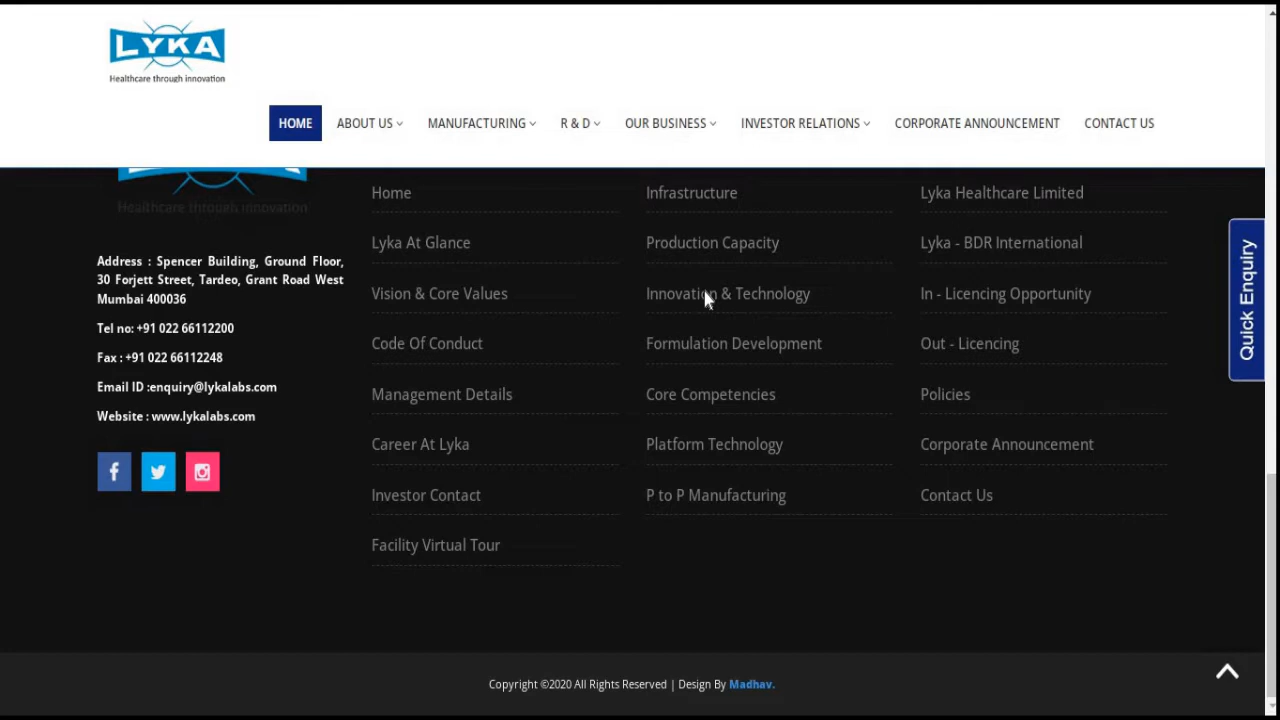 LYKA
Healthcare through innovation
HOME ABOUT US MANUFACTURING R & D OUR BUSINESS INVESTOR RELATIONS CORPORATE ANNOUNCEMENT CONTACT US
Healthcare through innovation
Address : Spencer Building, Ground Floor,
30 Forjett Street, Tardeo, Grant Road West
Mumbai 400036
Tel no: +91 022 66112200
Fax : +91 022 66112248
Email ID :enquiry@lykalabs.com
Website : www.lykalabs.com
Home
Lyka At Glance
Vision & Core Values
Code Of Conduct
Management Details
Career At Lyka
Investor Contact
Facility Virtual Tour
Infrastructure
Production Capacity
Innovation & Technology
Formulation Development
Core Competencies
Platform Technology
P to P Manufacturing
Lyka Healthcare Limited
Lyka - BDR International
In - Licencing Opportunity
Out - Licencing
Policies
Corporate Announcement
Contact Us
Quick Enquiry
Copyright ©2020 All Rights Reserved | Design By Madhav.